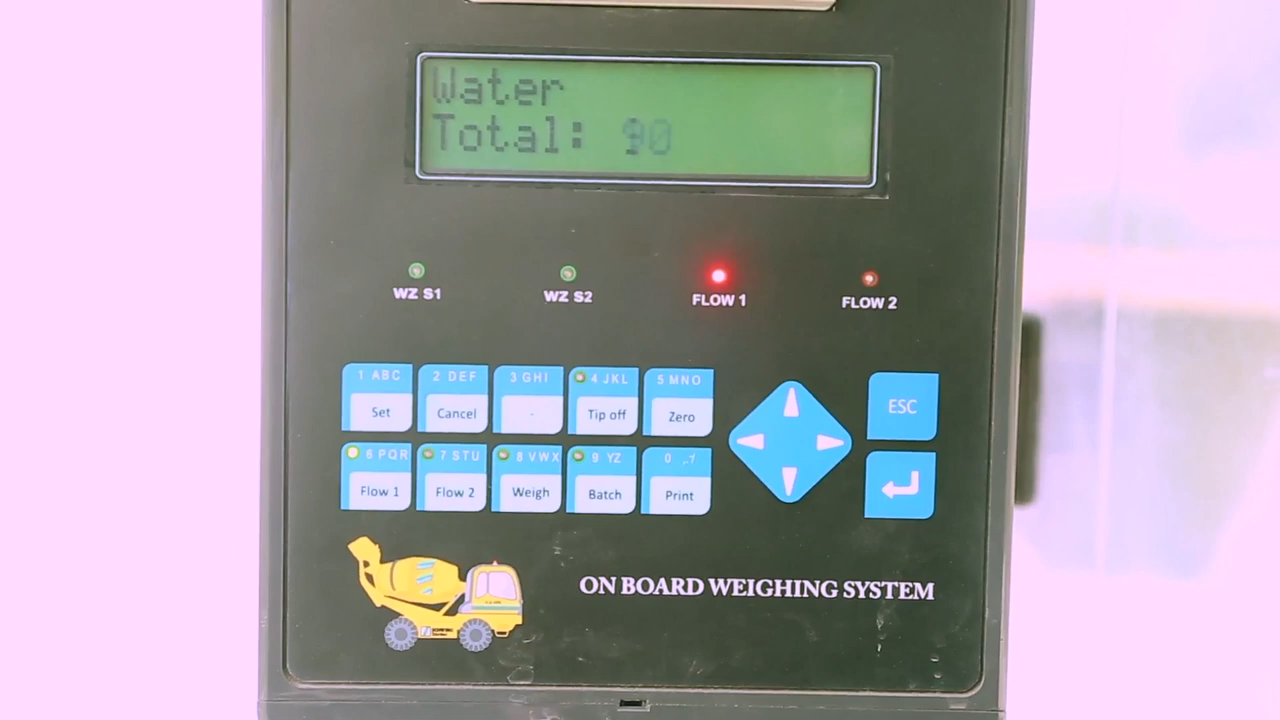 Water
Total: 90
WZ S1
WZ S2
FLOW 1
FLOW 2
1 ABC
2 DEF
3 GHI
4 JKL
5 MNO
Set
Cancel
-
Tip off
Zero
ESC
6 PQR
7 STU
8 VWX
9 YZ
0 ../
Flow 1
Flow 2
Weigh
Batch
Print
ON BOARD WEIGHING SYSTEM